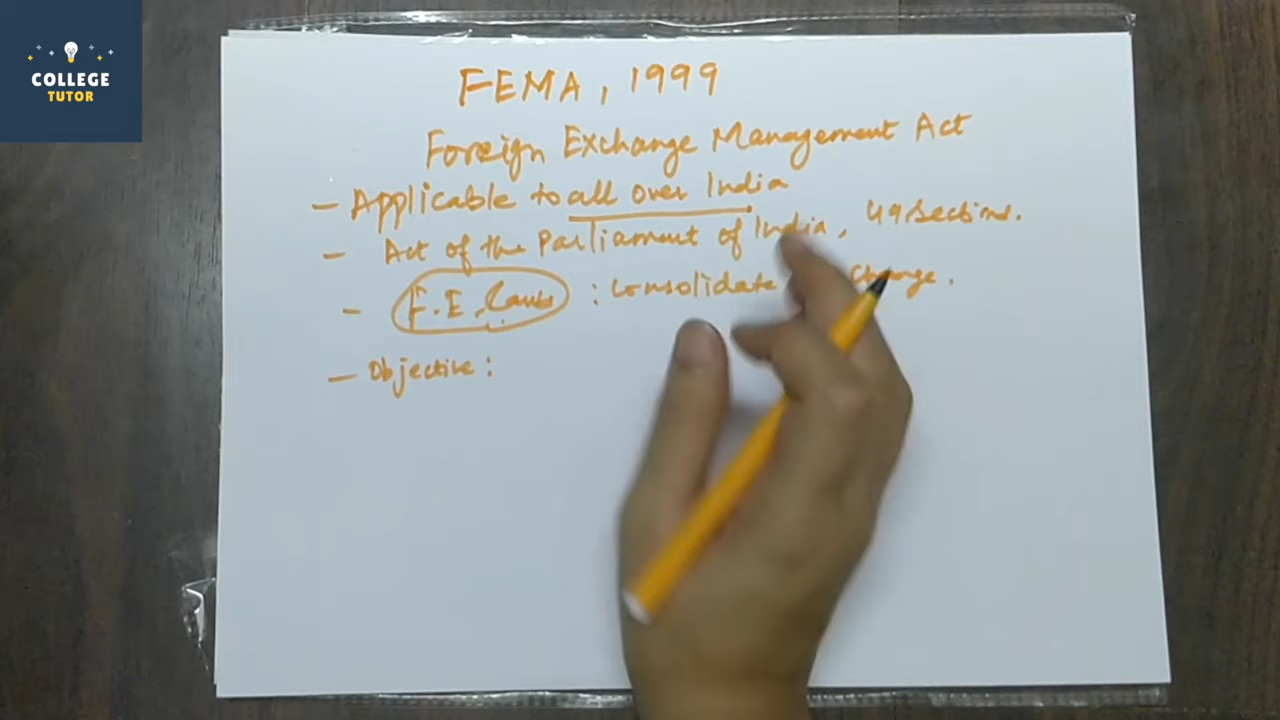 COLLEGE
TUTOR
FEMA, 1999
Foreign Exchange Management Act
- Applicable to all over India
- Act of the Parliament of India, 49 Sections.
- F.E. Laws : Consolidate Change.
- Objective :